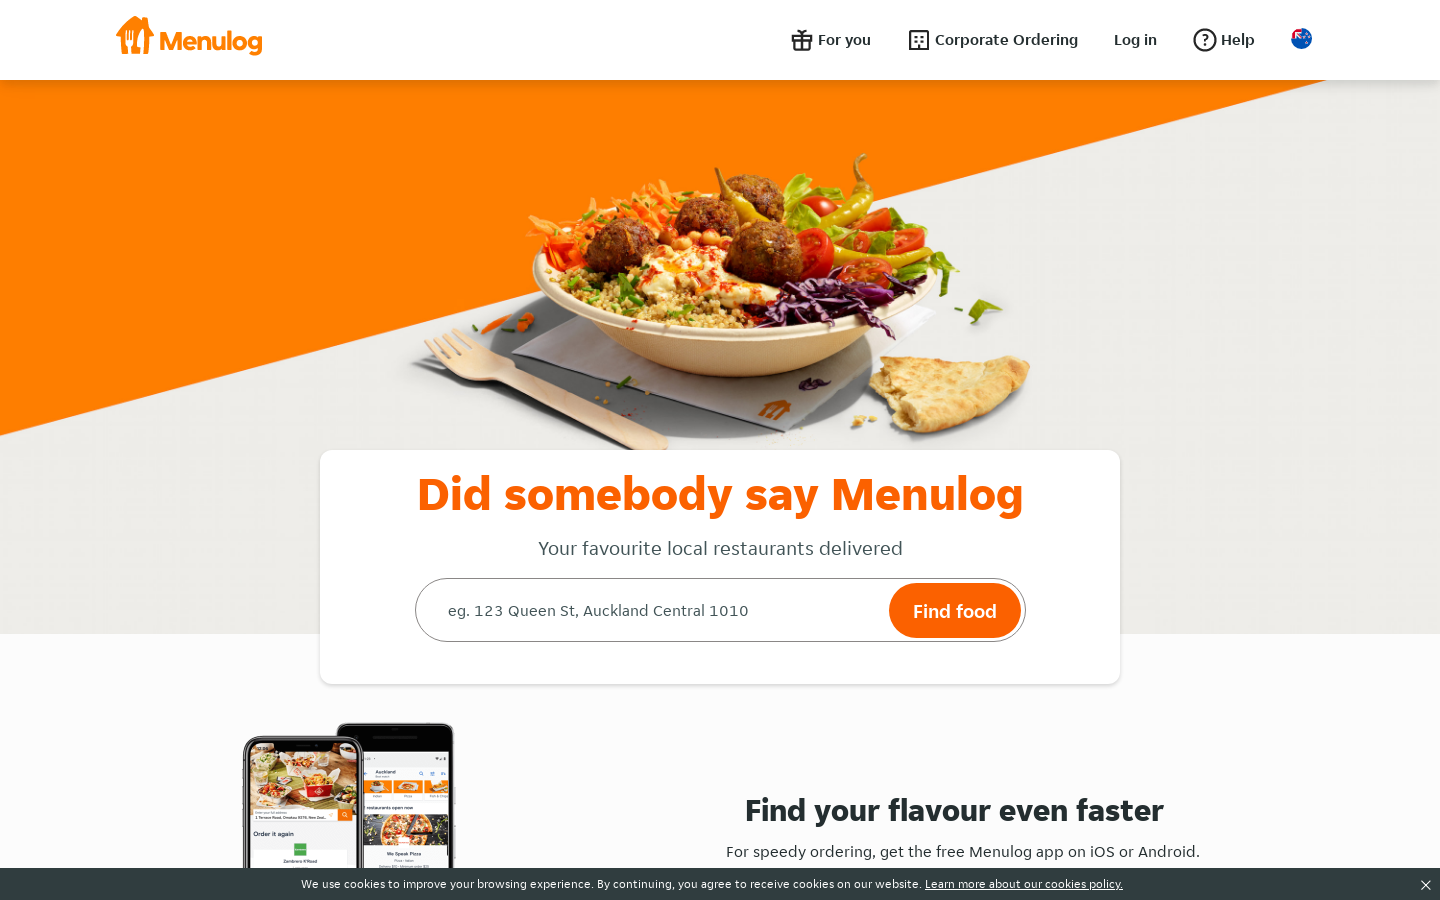 Menulog
For you
Corporate Ordering
Log in
Help
Did somebody say Menulog
Your favourite local restaurants delivered
eg. 123 Queen St, Auckland Central 1010
Find food
Auckland
restaurants open now
Order it again
Zambrero K'Road
We Speak Pizza
Find your flavour even faster
For speedy ordering, get the free Menulog app on iOS or Android.
We use cookies to improve your browsing experience. By continuing, you agree to receive cookies on our website. Learn more about our cookies policy.